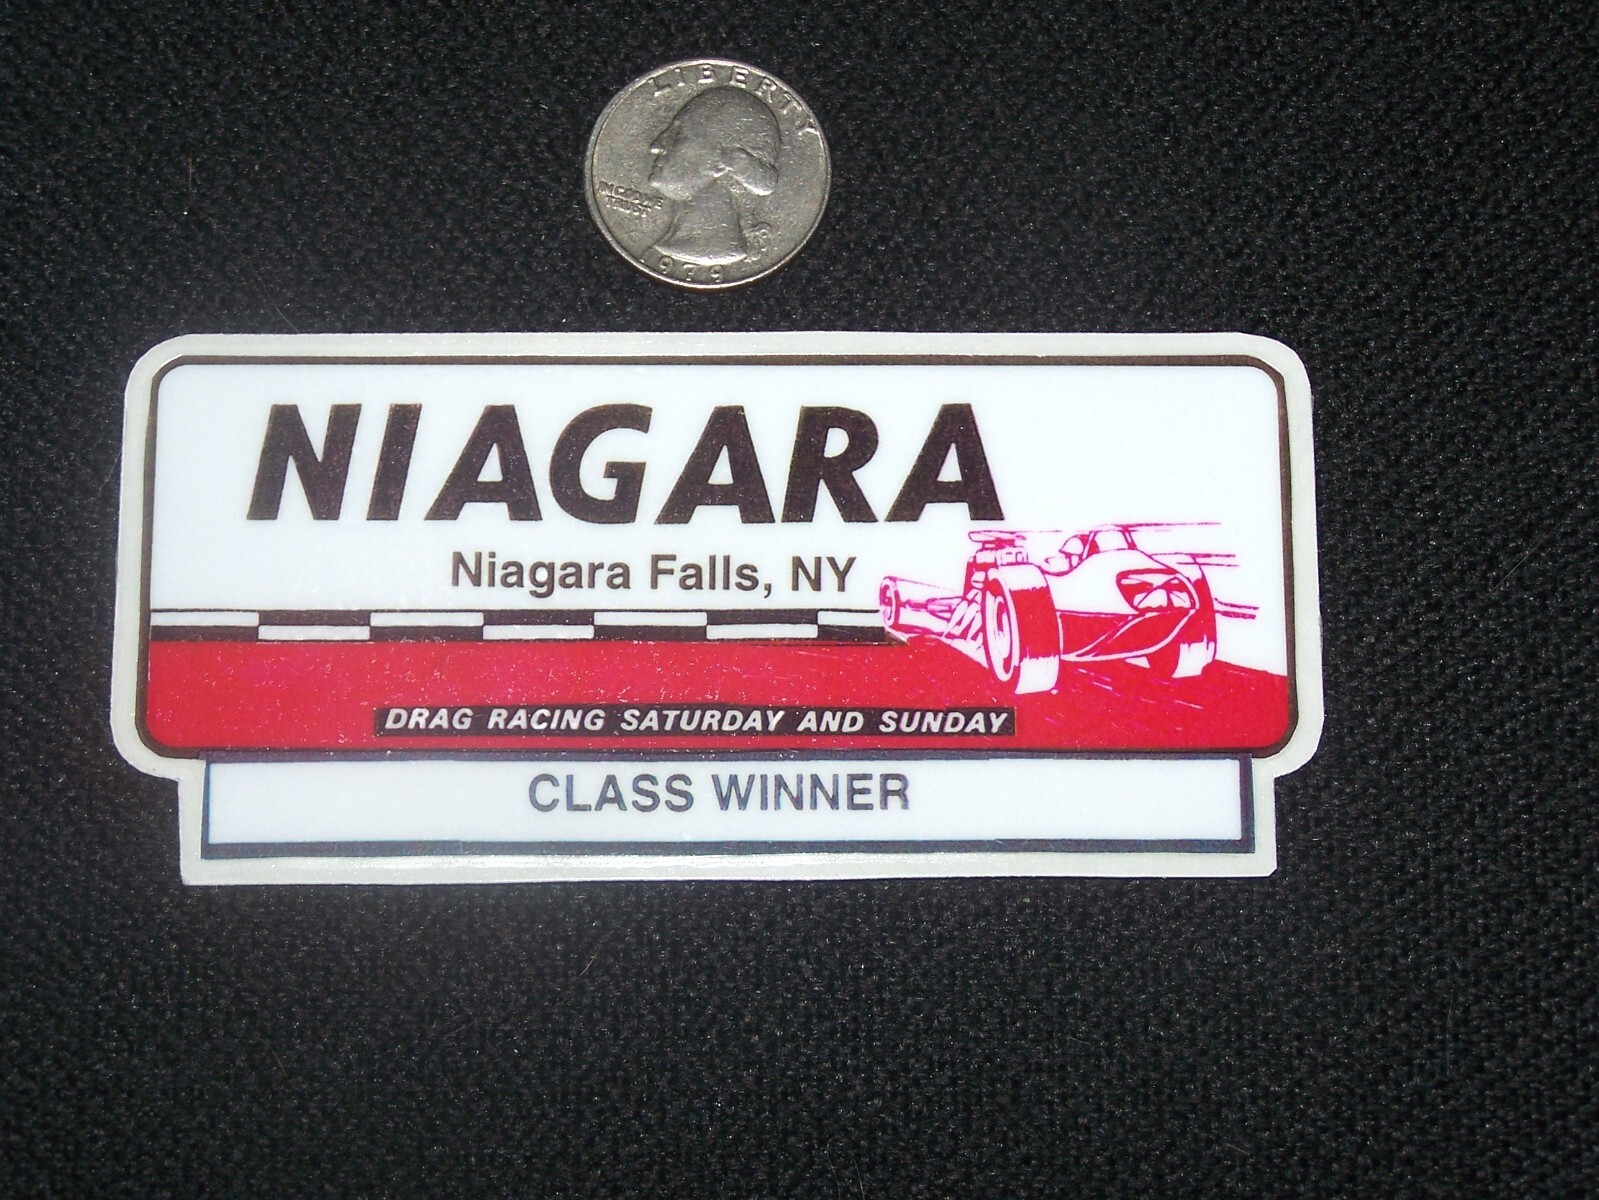 LIBERTY
IN GOD WE
TRUST
1979
NIAGARA
Niagara Falls, NY
DRAG RACING SATURDAY AND SUNDAY
CLASS WINNER